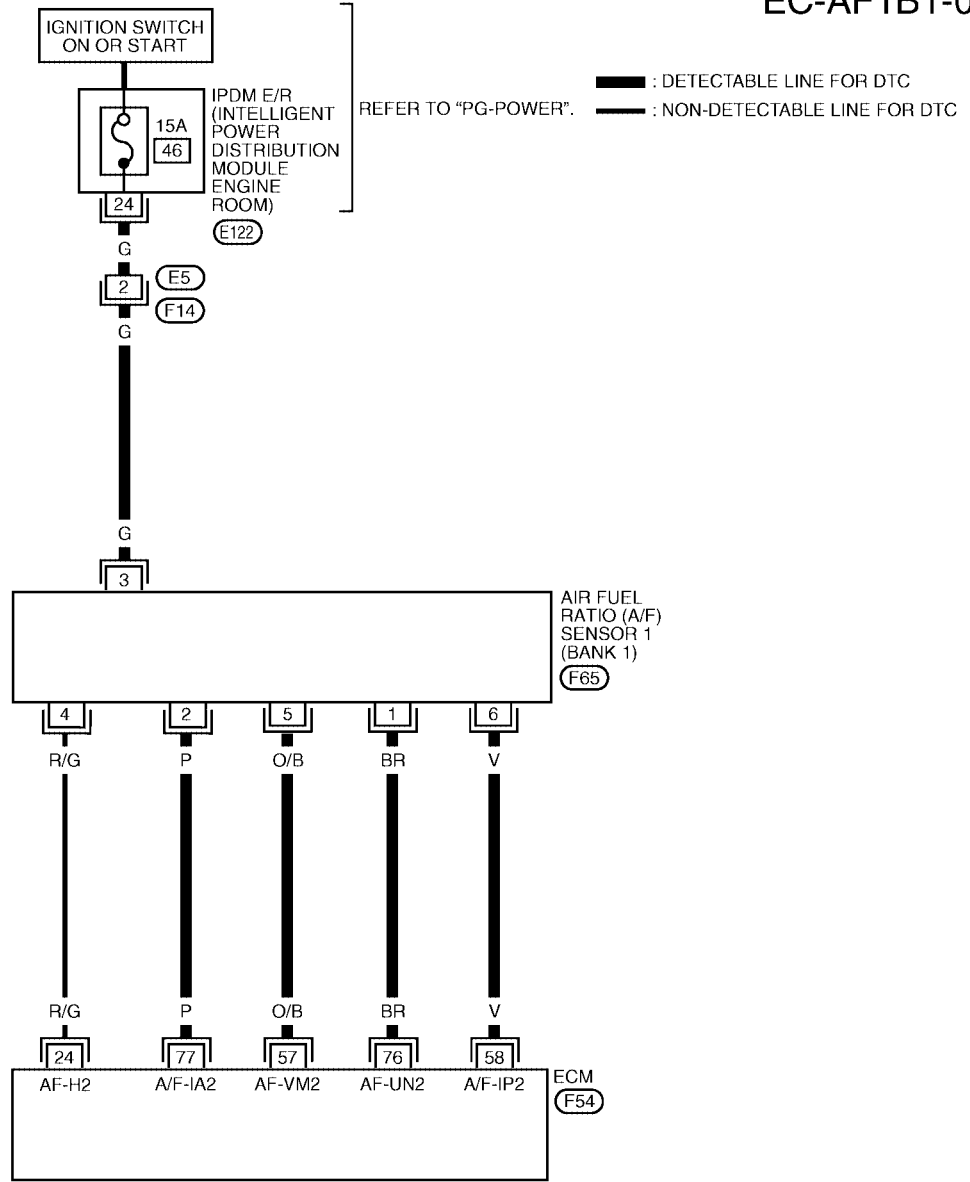 EC-AF1B1-0
IGNITION SWITCH
ON OR START
: DETECTABLE LINE FOR DTC
: NON-DETECTABLE LINE FOR DTC
REFER TO “PG-POWER”.
15A
46
IPDM E/R
(INTELLIGENT
POWER
DISTRIBUTION
MODULE
ENGINE
ROOM)
24
E122
G
2
E5
F14
G
G
3
AIR FUEL
RATIO (A/F)
SENSOR 1
(BANK 1)
F65
4 2 5 1 6
R/G P O/B BR V
R/G P O/B BR V
24 77 57 76 58
AF-H2 A/F-IA2 AF-VM2 AF-UN2 A/F-IP2
ECM
F54